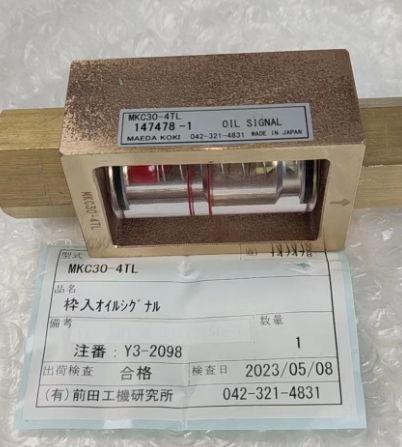 MKC30-4TL
147478-1 OIL SIGNAL
MAEDA KOKI 042-321-4831 MADE IN JAPAN
MKC30-4TL
型式
MKC30-4TL
品名
枠入オイルシグナル
備考 数量
注番：Y3-2098 1
出荷検査 合格 検査日 2023/05/08
(有)前田工機研究所 042-321-4831